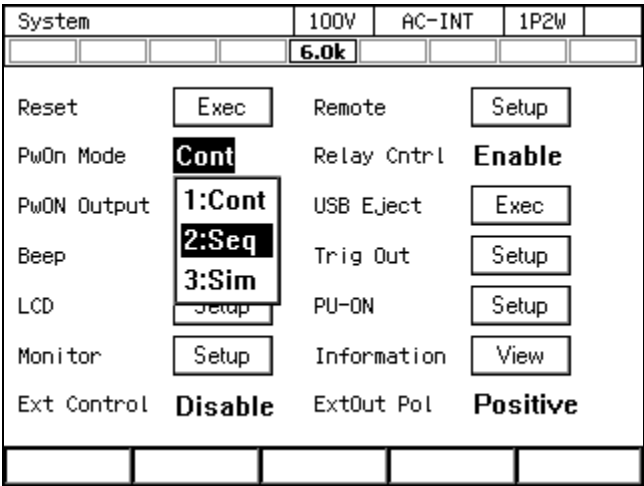 System 100V AC-INT 1P2W
6.0k
Reset Exec Remote Setup
PwOn Mode Cont Relay Cntrl Enable
PwON Output 1:Cont USB Eject Exec
2:Seq
Beep Trig Out Setup
3:Sim
LCD Setup PU-ON Setup
Monitor Setup Information View
Ext Control Disable ExtOut Pol Positive